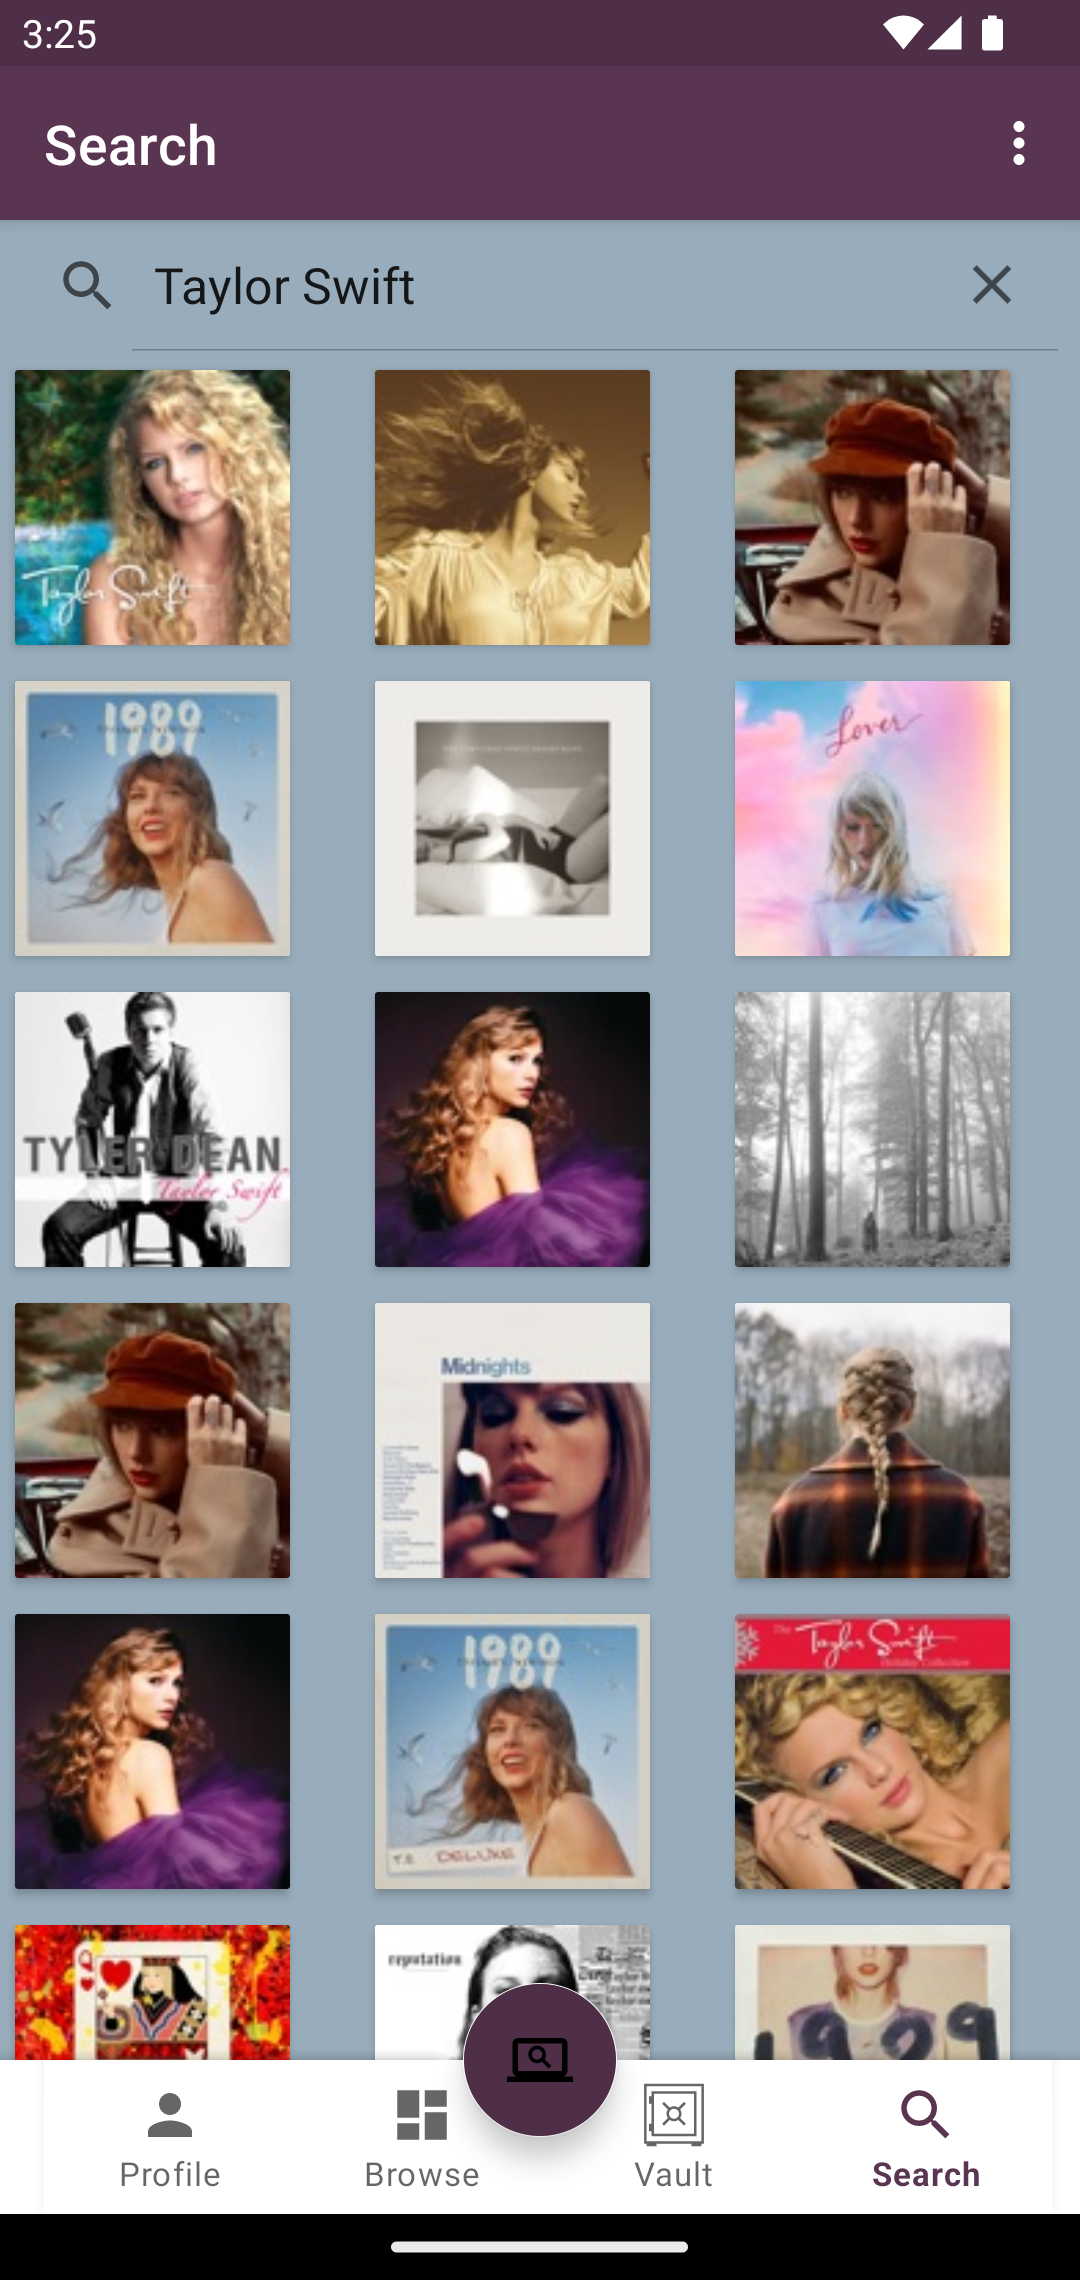 3:25
Search
Taylor Swift
Taylor Swift
1989
Lover
TYLER DEAN
Taylor Swift
Midnights
1989
T.S. DELUXE
The
Taylor Swift
Holiday Collection
Q
reputation
1989
Profile
Browse
Vault
Search